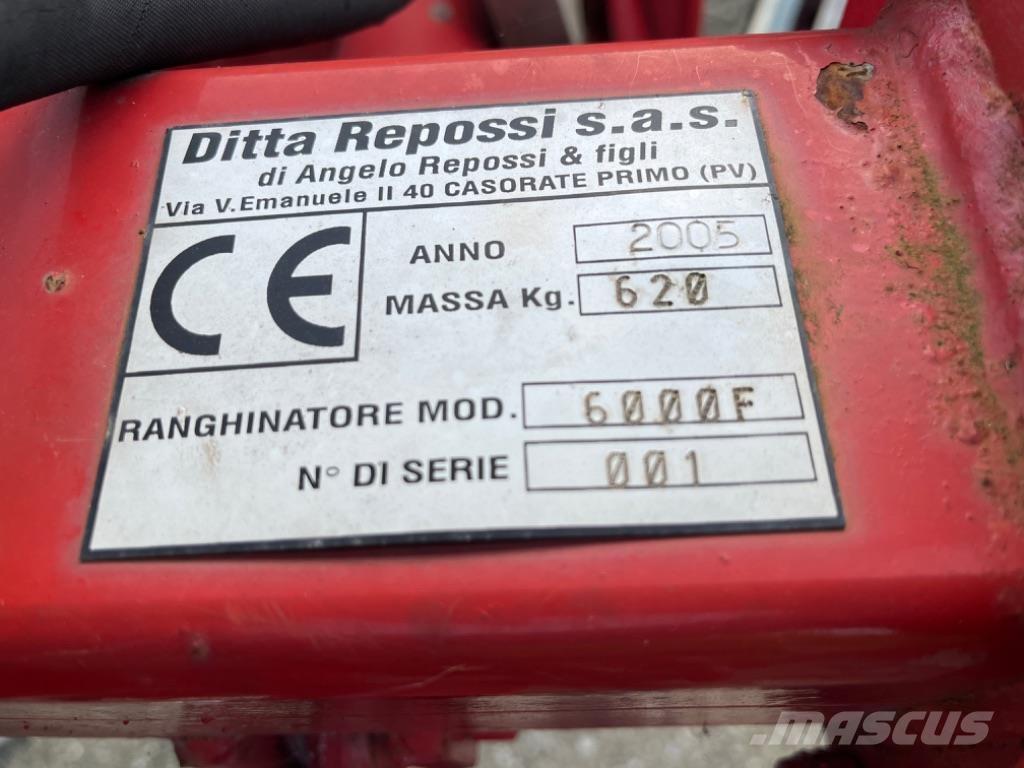 Ditta Repossi s.a.s.
di Angelo Repossi & figli
Via V.Emanuele II 40 CASORATE PRIMO (PV)
CE
ANNO 2005
MASSA Kg. 620
RANGHINATORE MOD. 6000F
N° DI SERIE 001
MASCUS